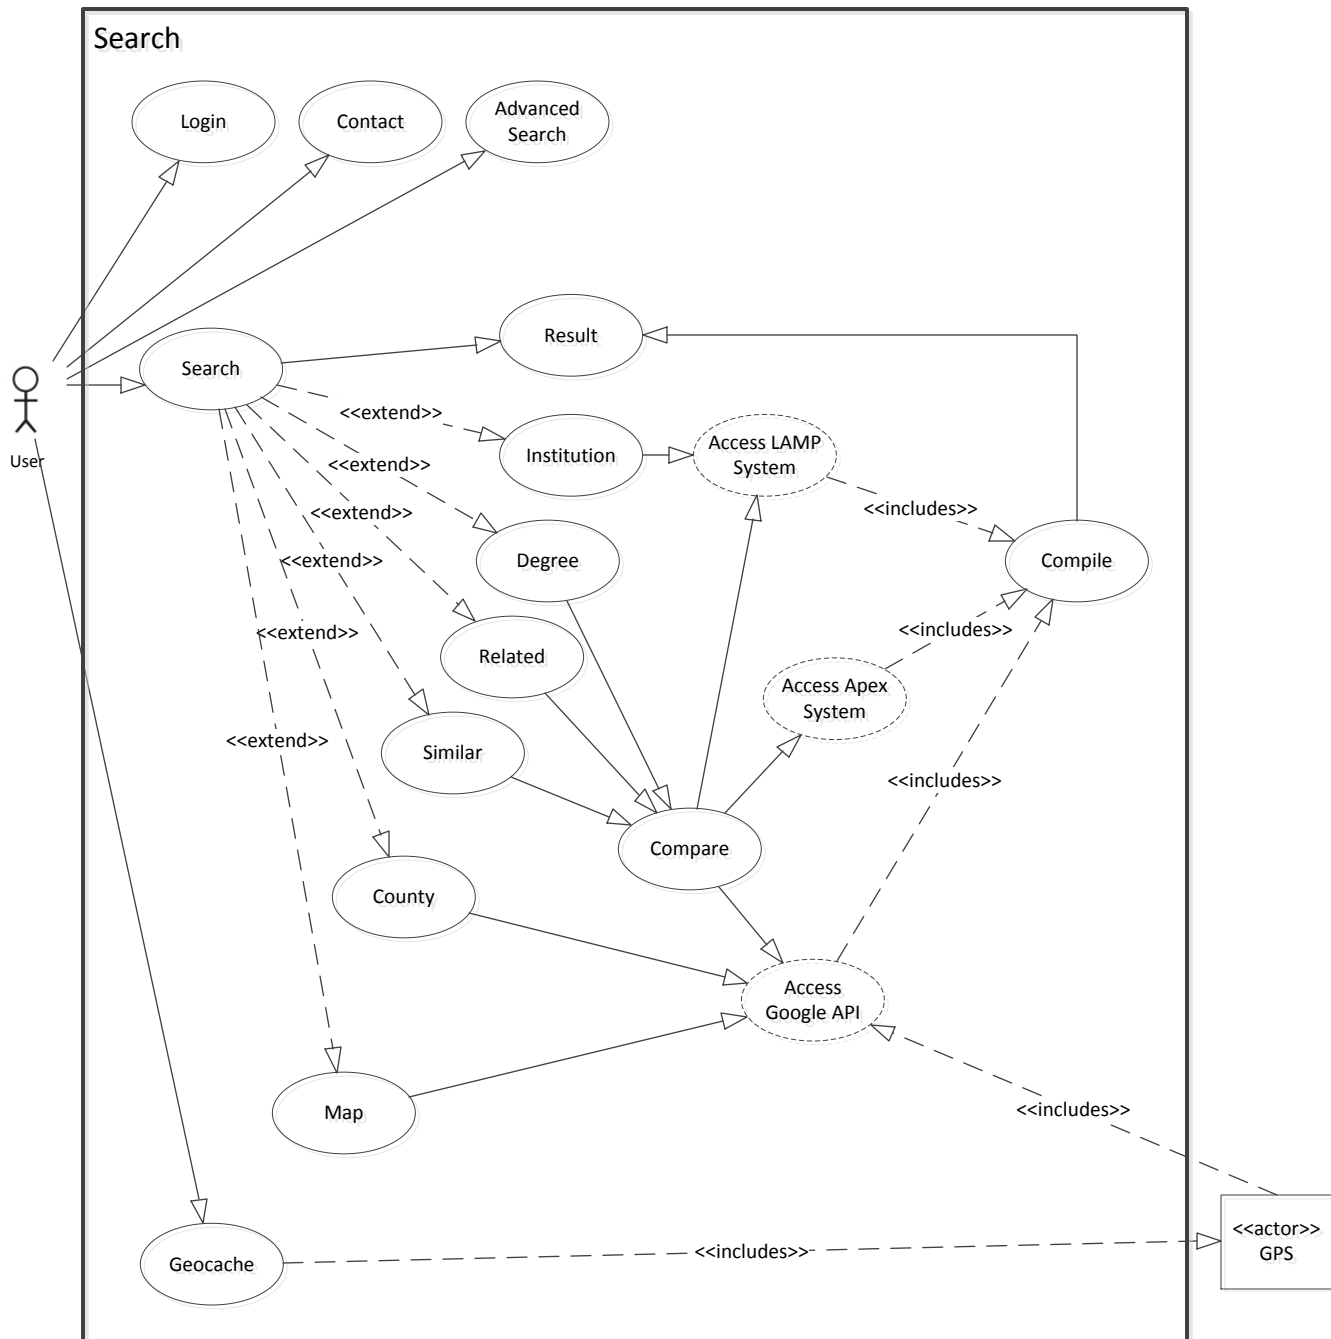 Search
Login
Contact
Advanced
Search
Result
Search
<<extend>>
Institution
Access LAMP
System
User
<<extend>>
<<includes>>
<<extend>>
Degree
Compile
<<extend>>
<<extend>>
Related
<<includes>>
Access Apex
System
<<extend>>
Similar
<<includes>>
Compare
County
Access
Google API
Map
<<includes>>
<<actor>>
GPS
Geocache
<<includes>>